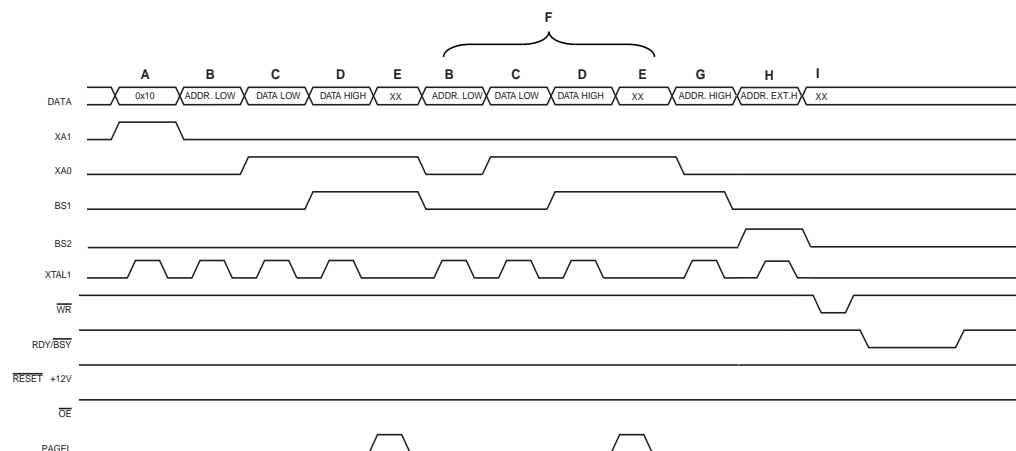 F
A B C D E B C D E G H I
DATA 0x10 ADDR. LOW DATA LOW DATA HIGH XX ADDR. LOW DATA LOW DATA HIGH XX ADDR. HIGH ADDR. EXT.H XX
XA1
XA0
BS1
BS2
XTAL1
WR
RDY/BSY
RESET +12V
OE
PAGEL